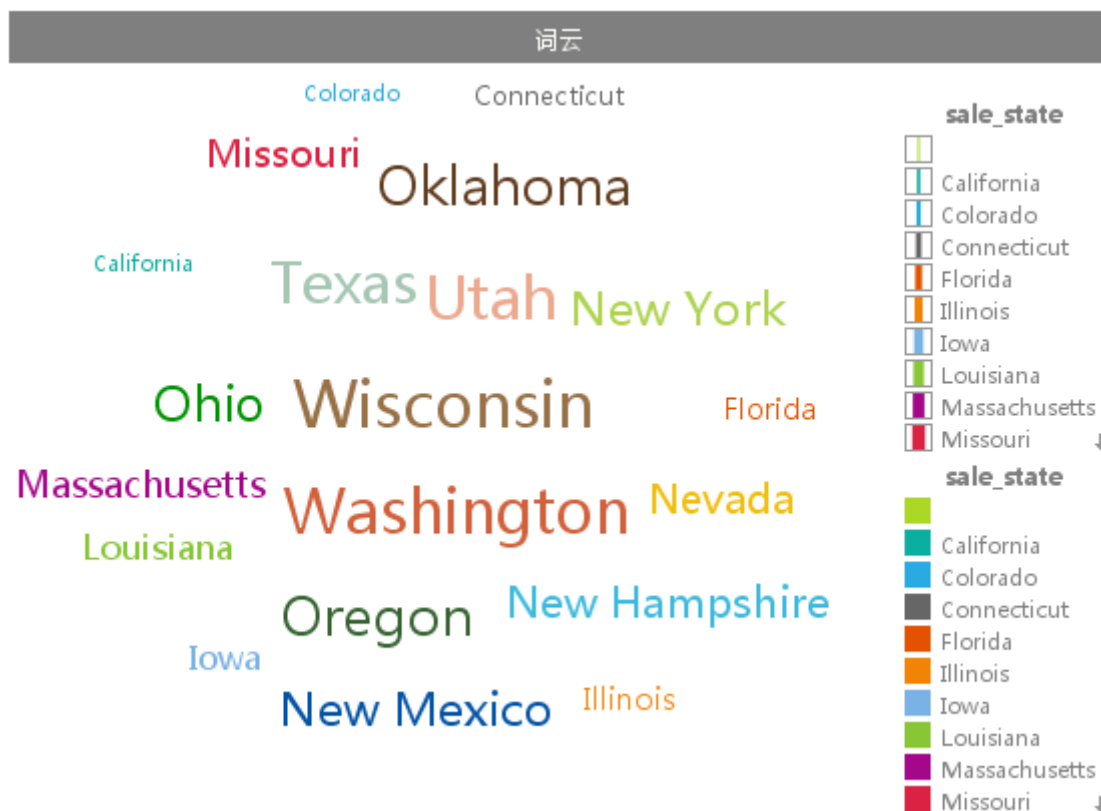 词云
Colorado
Connecticut
Missouri
Oklahoma
California
Texas
Utah
New York
Ohio
Wisconsin
Florida
Massachusetts
Washington
Nevada
Louisiana
Oregon
New Hampshire
Iowa
New Mexico
Illinois
sale_state
California
Colorado
Connecticut
Florida
Illinois
Iowa
Louisiana
Massachusetts
Missouri
sale_state
California
Colorado
Connecticut
Florida
Illinois
Iowa
Louisiana
Massachusetts
Missouri